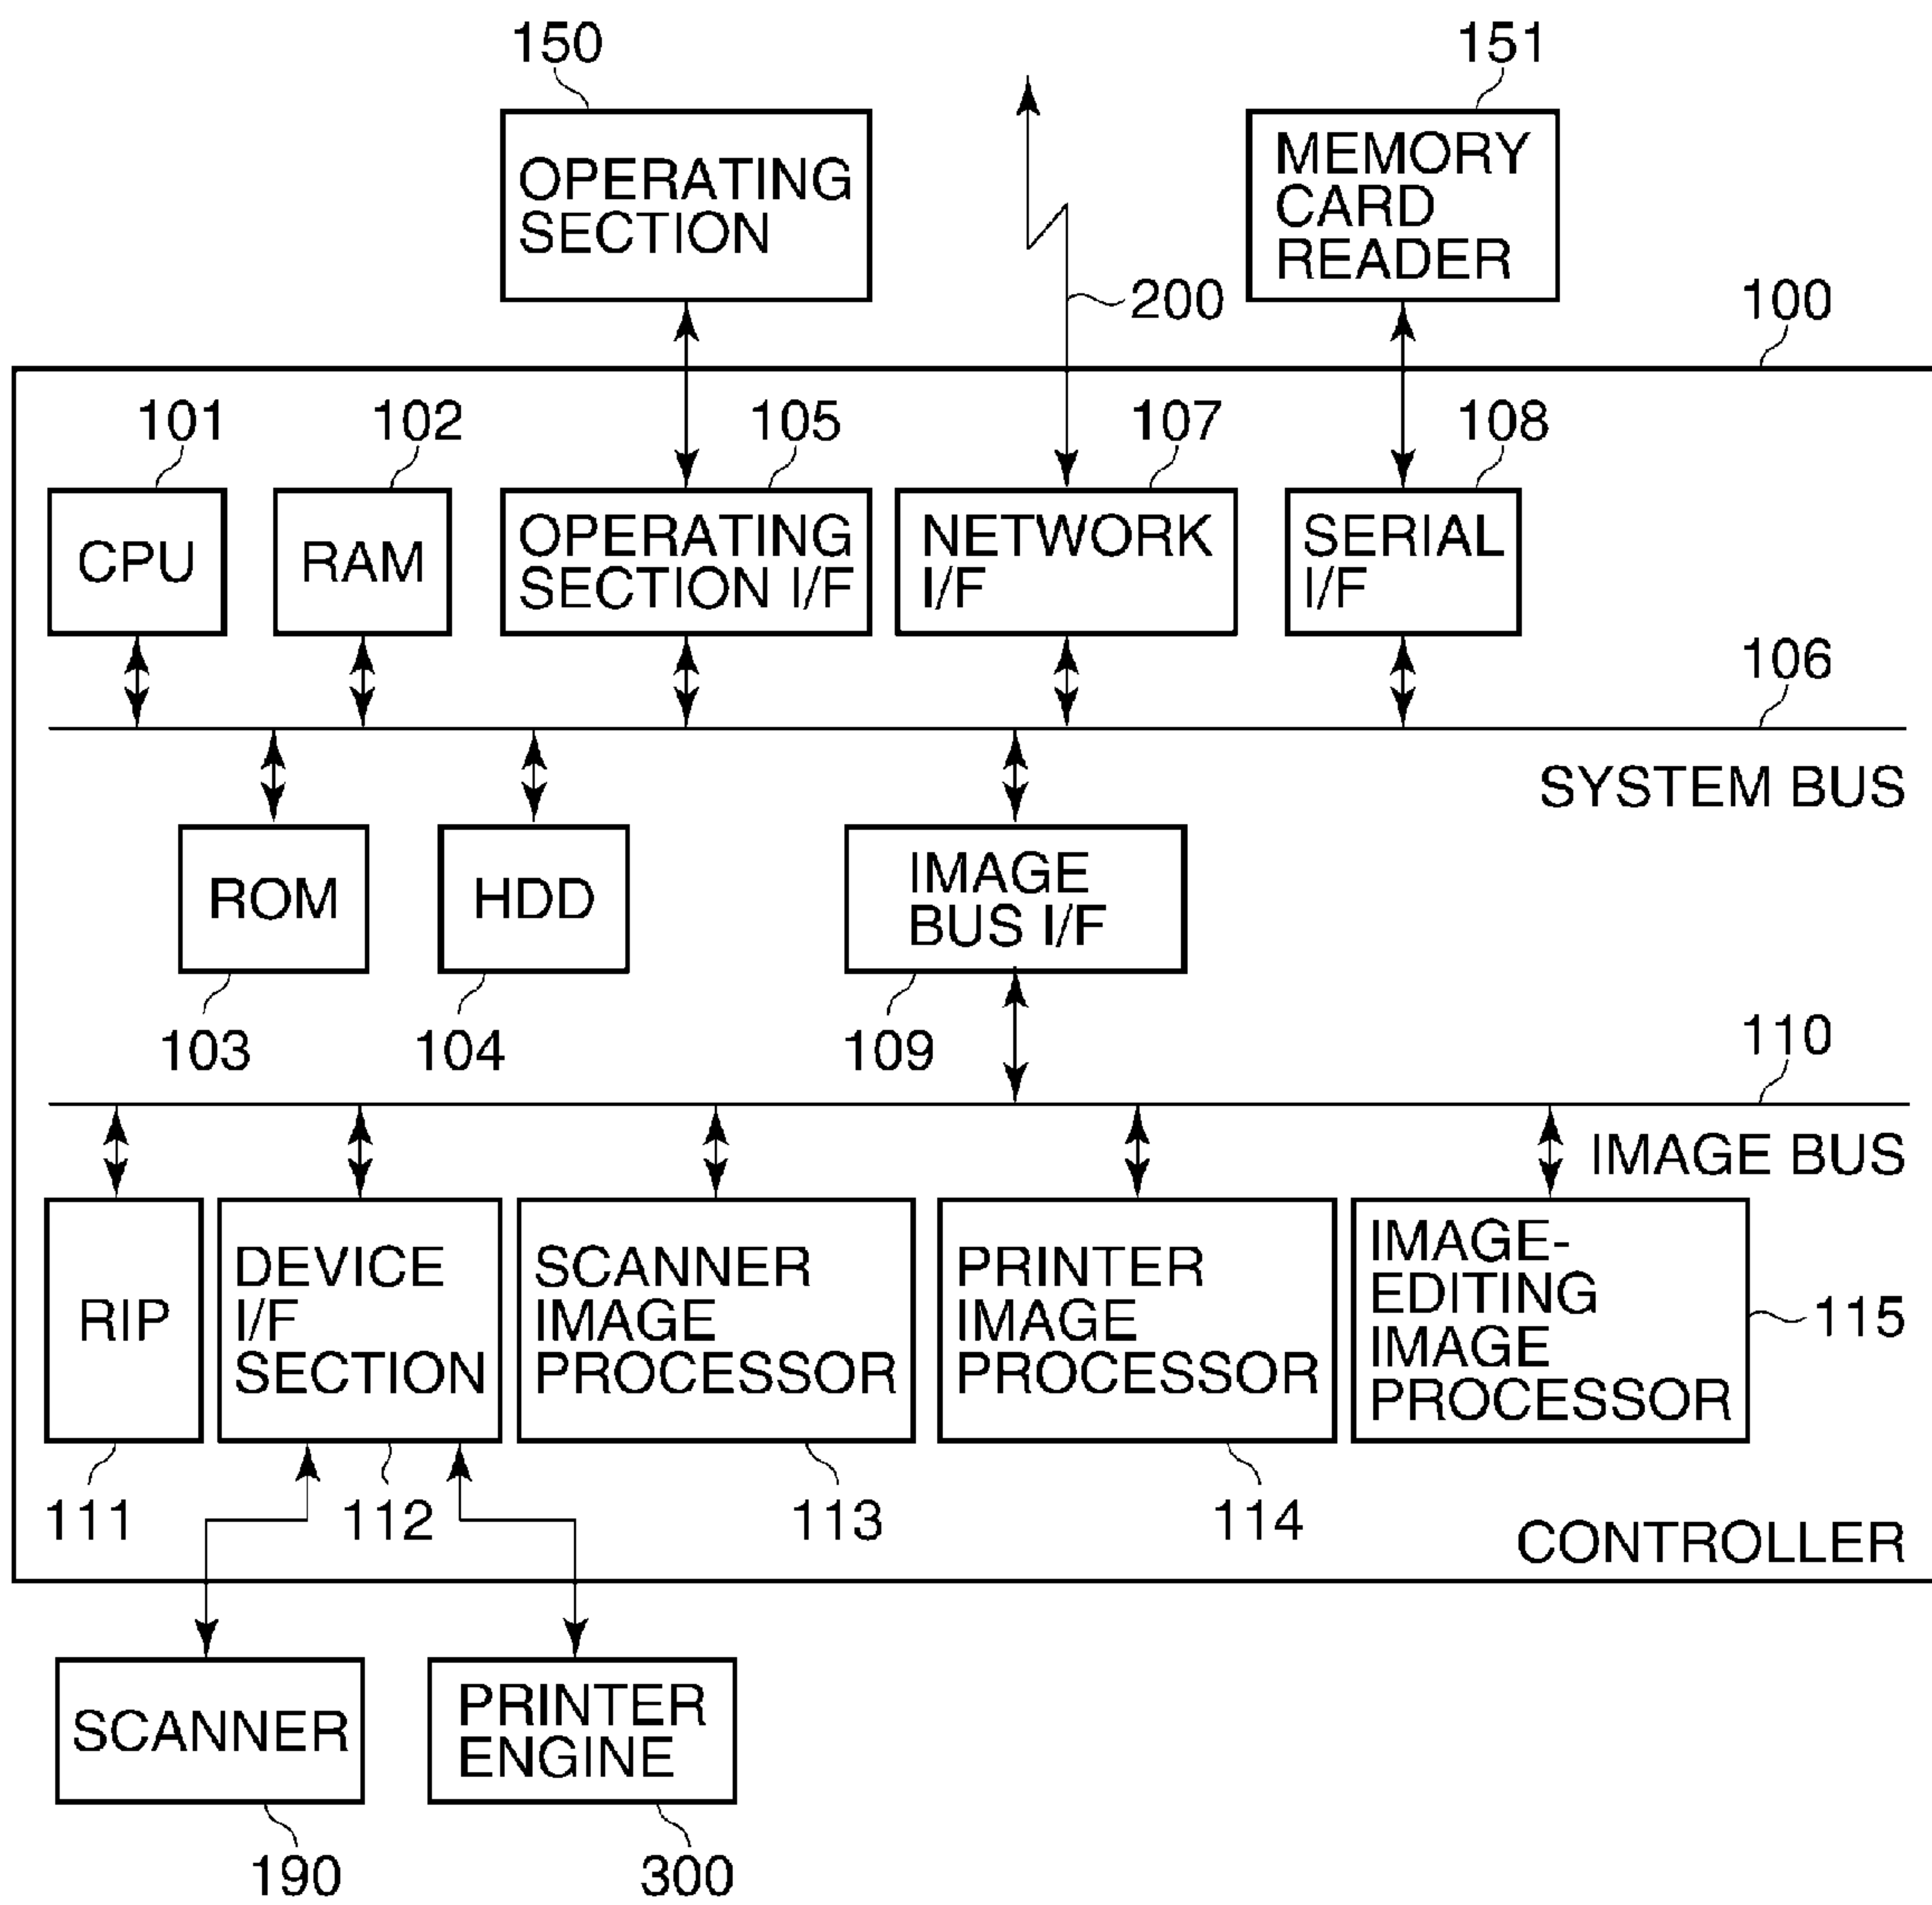 150
151
OPERATING
SECTION
MEMORY
CARD
READER
200
100
101
102
105
107
108
CPU
RAM
OPERATING
SECTION I/F
NETWORK
I/F
SERIAL
I/F
106
SYSTEM BUS
ROM
HDD
IMAGE
BUS I/F
103
104
109
110
IMAGE BUS
RIP
DEVICE
I/F
SECTION
SCANNER
IMAGE
PROCESSOR
PRINTER
IMAGE
PROCESSOR
IMAGE-
EDITING
IMAGE
PROCESSOR
115
111
112
113
114
CONTROLLER
SCANNER
PRINTER
ENGINE
190
300